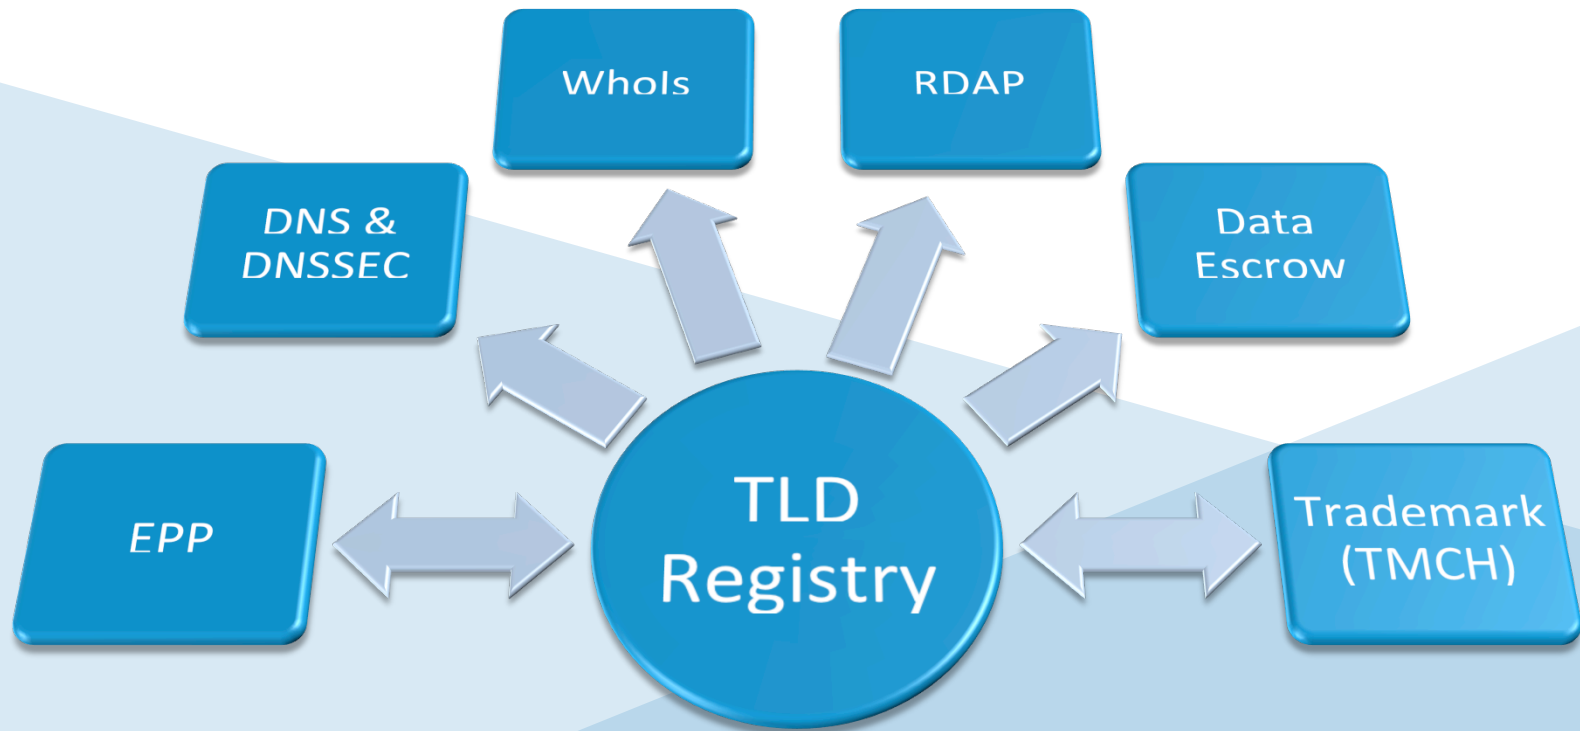 WhoIs
RDAP
DNS &
DNSSEC
Data
Escrow
EPP
TLD
Registry
Trademark
(TMCH)